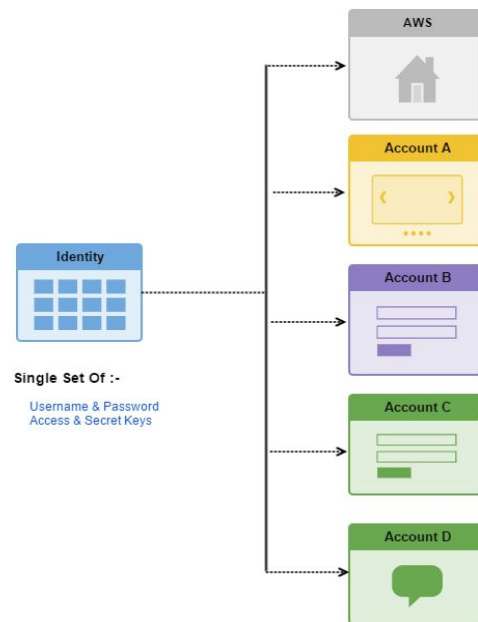 AWS
Account A
Identity
Account B
Single Set Of :-
Username & Password
Access & Secret Keys
Account C
Account D